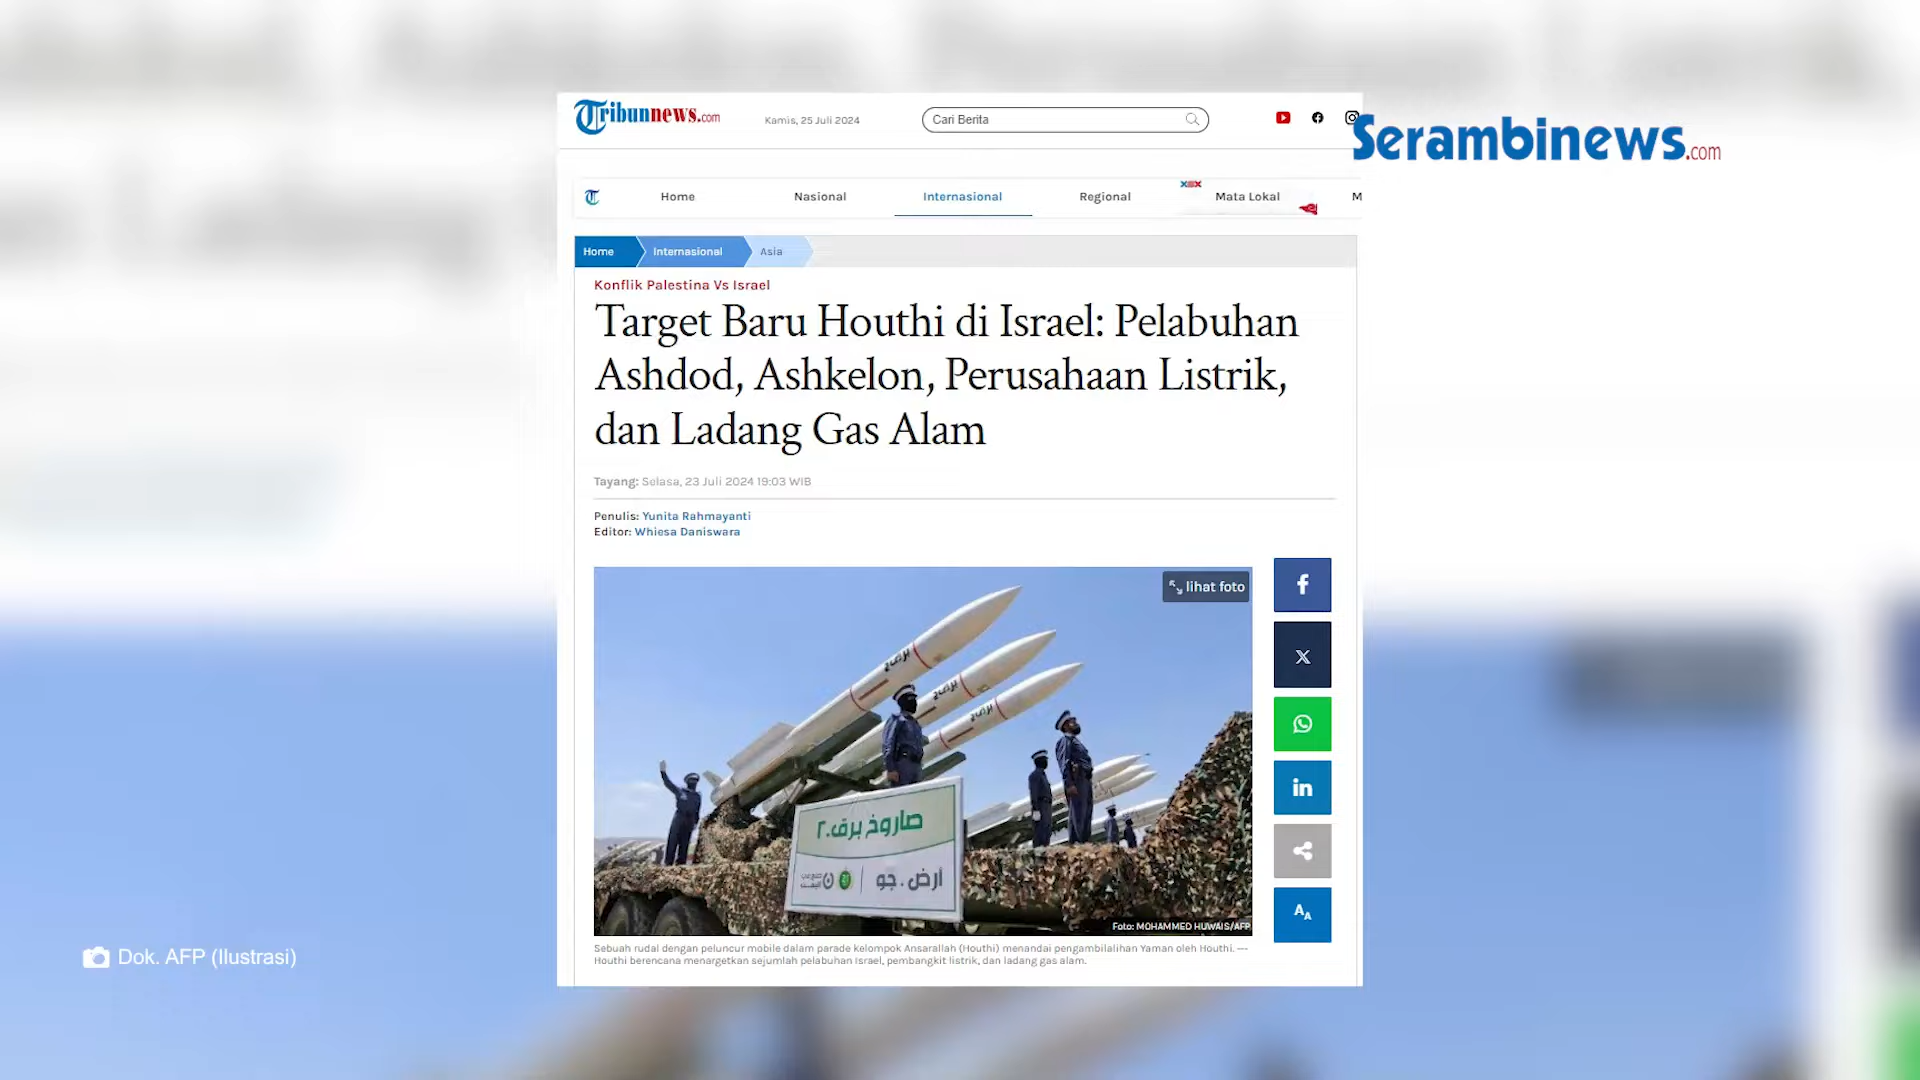 Tribunnews.com
Kamis, 25 Juli 2024
Cari Berita
Serambinews.com
Home
Nasional
Internasional
Regional
Mata Lokal
M
Home
Internasional
Asia
Konflik Palestina Vs Israel
Target Baru Houthi di Israel: Pelabuhan
Ashdod, Ashkelon, Perusahaan Listrik,
dan Ladang Gas Alam
Tayang: Selasa, 23 Juli 2024 19:03 WIB
Penulis: Yunita Rahmayanti
Editor: Whiesa Daniswara
lihat foto
صاروخ برق.٢
أرض.جو
Foto: MOHAMMED HUWAIS/AFP
Sebuah rudal dengan peluncur mobile dalam parade kelompok Ansarallah (Houthi) menandai pengambilalihan Yaman oleh Houthi. ---
Houthi berencana menargetkan sejumlah pelabuhan Israel, pembangkit listrik, dan ladang gas alam.
Dok. AFP (Ilustrasi)